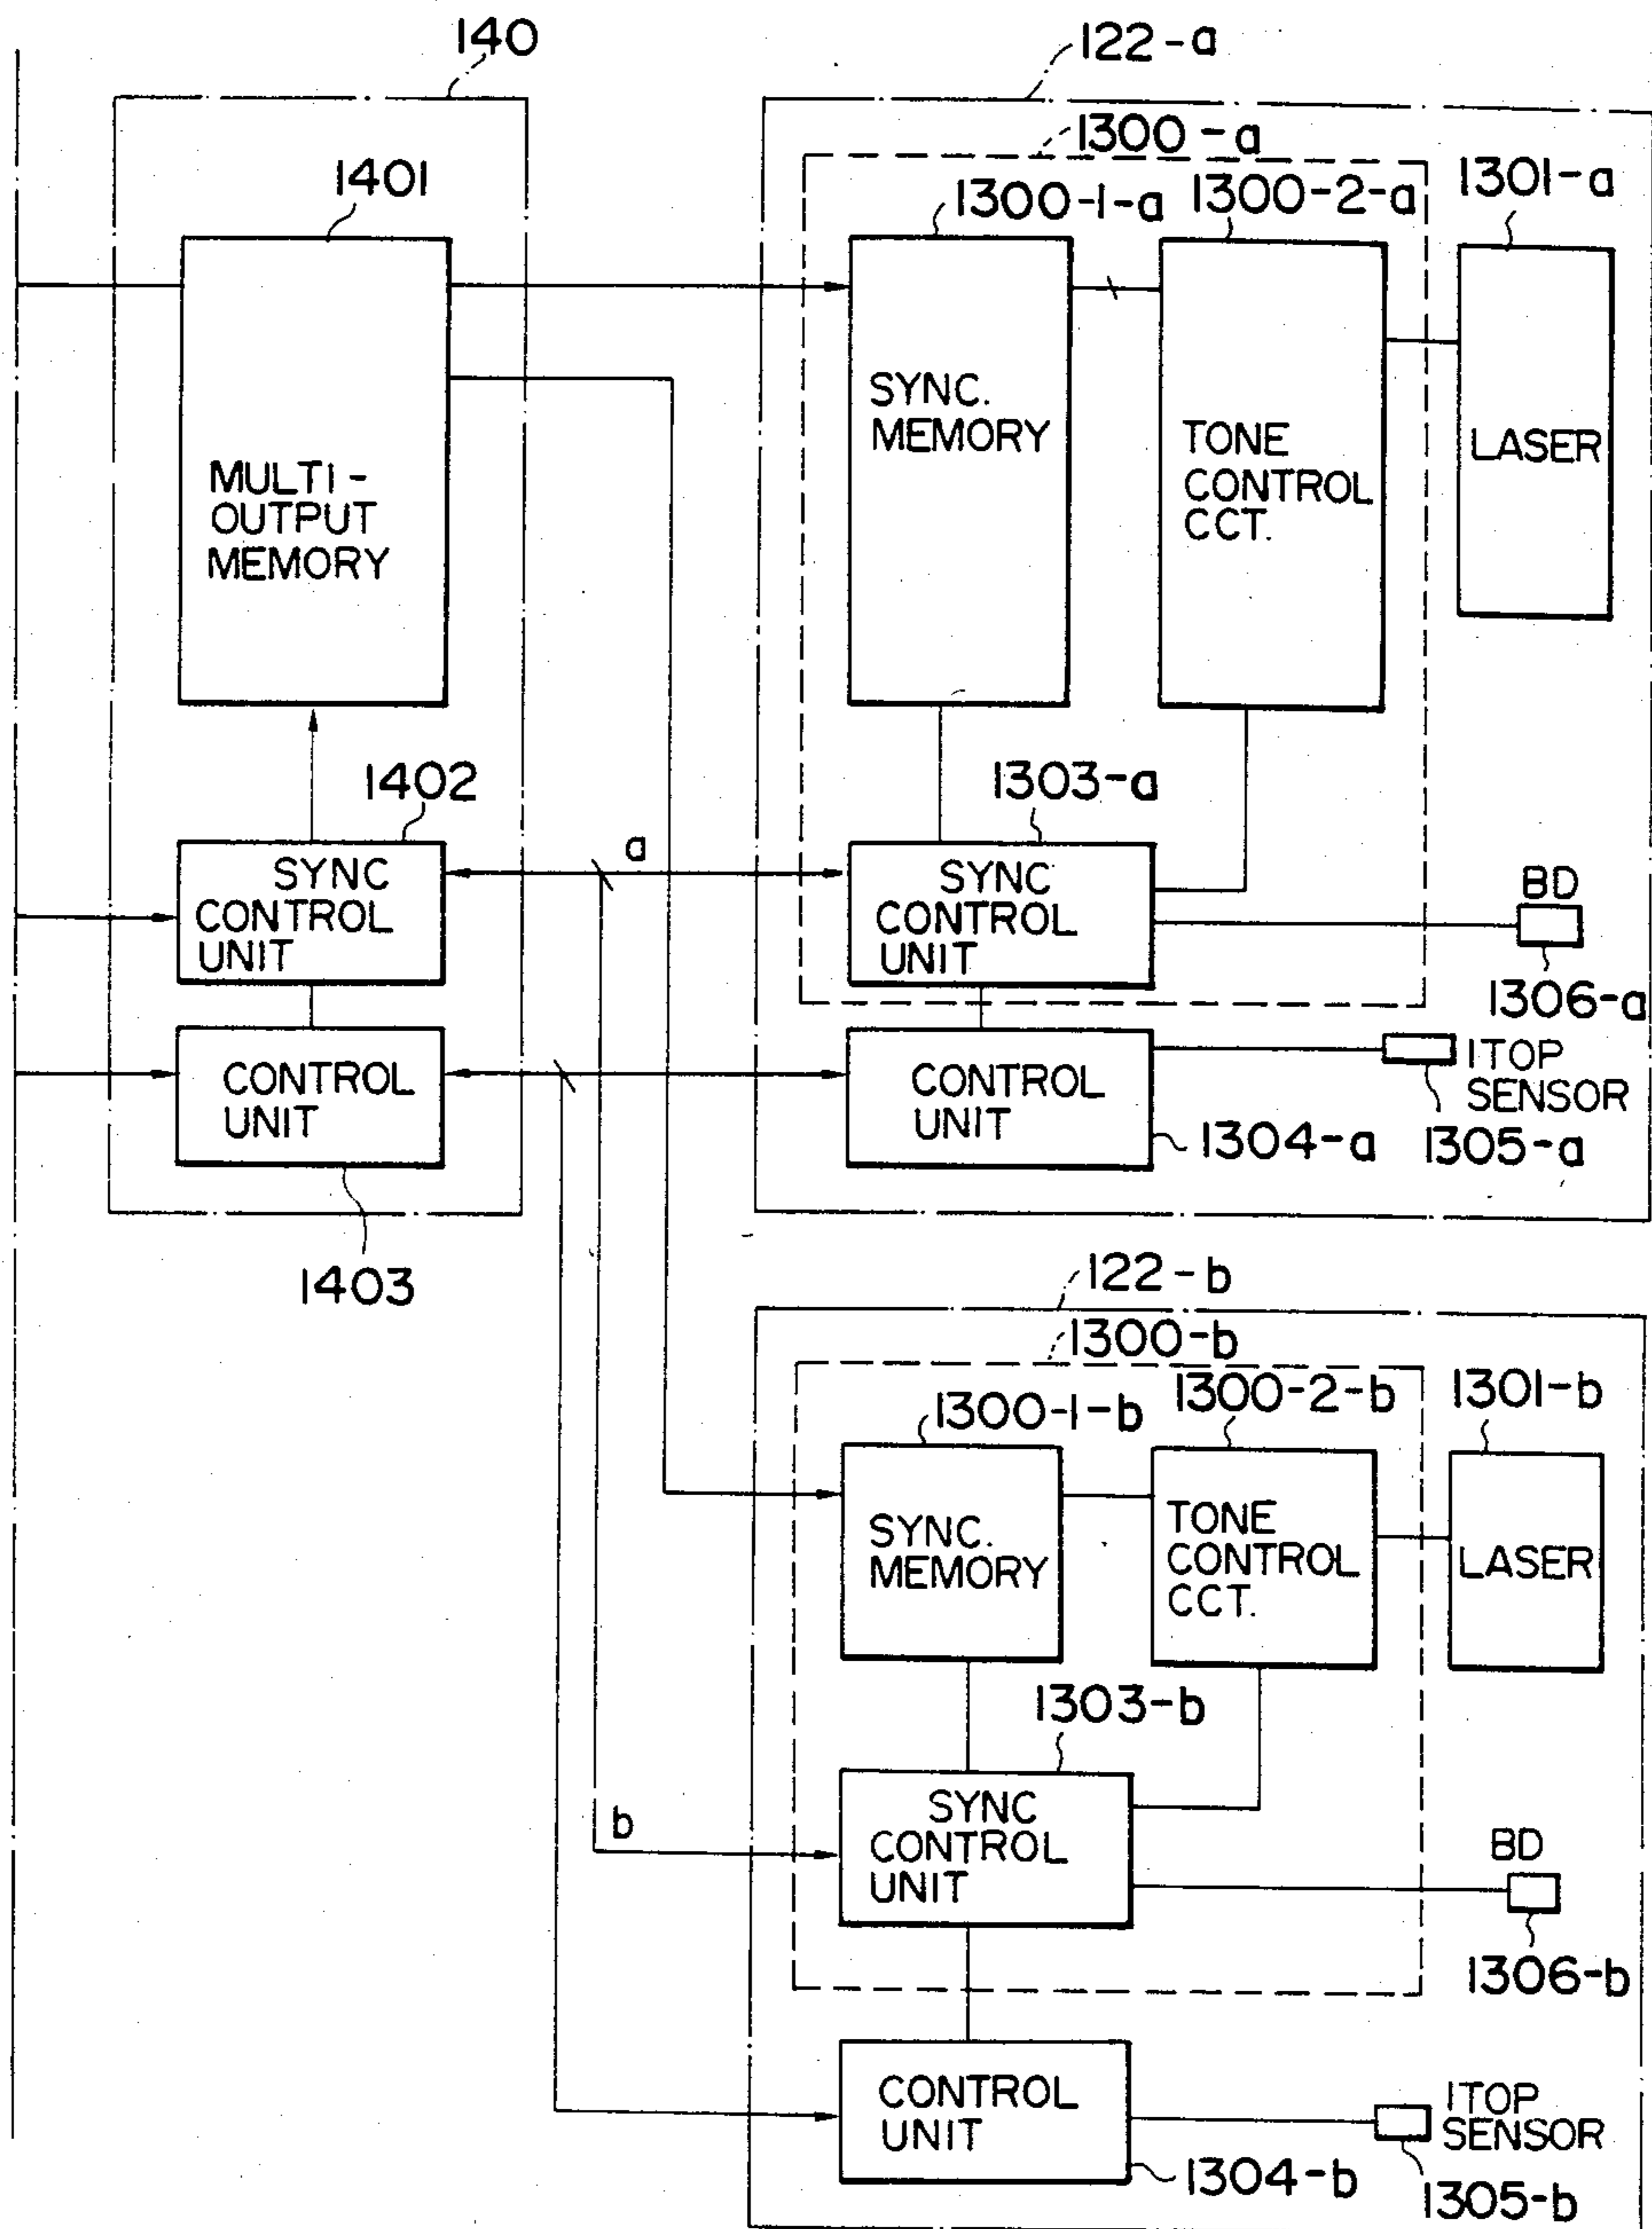 140
122-a
1300-a
1401
1300-1-a
1300-2-a
1301-a
MULTI-
OUTPUT
MEMORY
SYNC.
MEMORY
TONE
CONTROL
CCT.
LASER
1402
1303-a
a
SYNC
CONTROL
UNIT
SYNC
CONTROL
UNIT
BD
1306-a
CONTROL
UNIT
CONTROL
UNIT
ITOP
SENSOR
1304-a
1305-a
1403
122-b
1300-b
1300-1-b
1300-2-b
1301-b
SYNC.
MEMORY
TONE
CONTROL
CCT.
LASER
1303-b
b
SYNC
CONTROL
UNIT
BD
1306-b
CONTROL
UNIT
ITOP
SENSOR
1304-b
1305-b